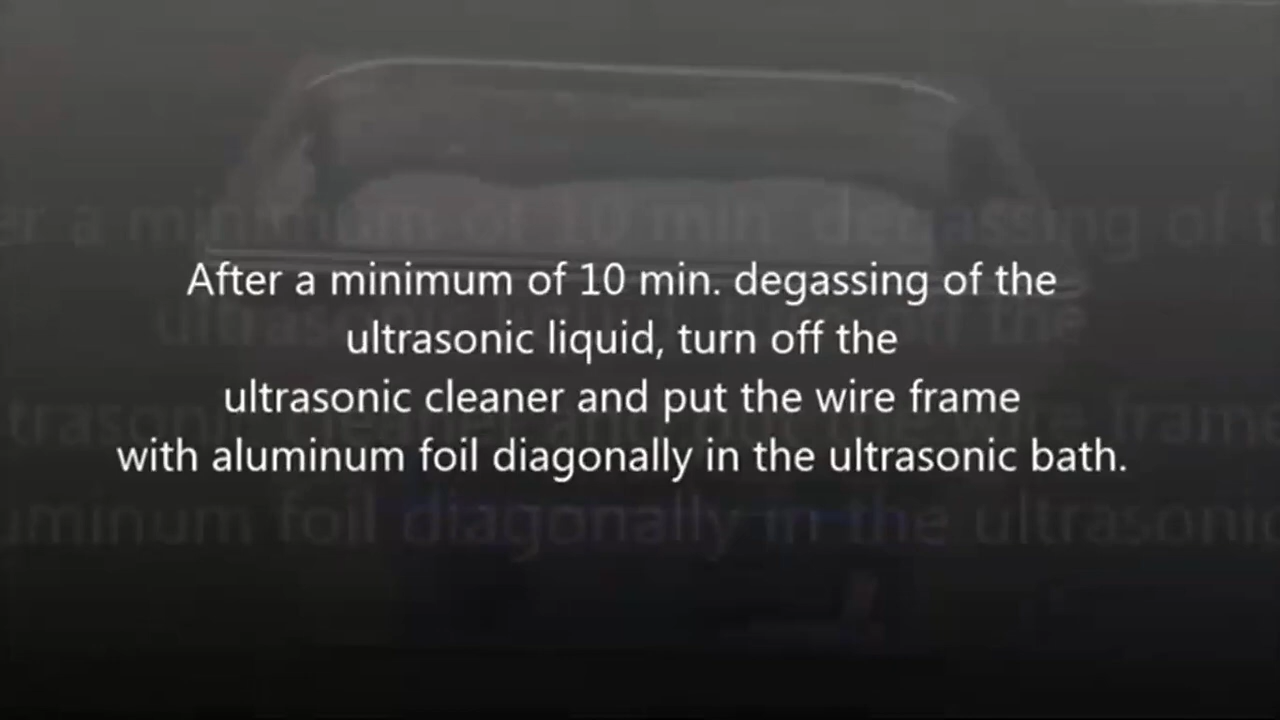 After a minimum of 10 min. degassing of the
ultrasonic liquid, turn off the
ultrasonic cleaner and put the wire frame
with aluminum foil diagonally in the ultrasonic bath.